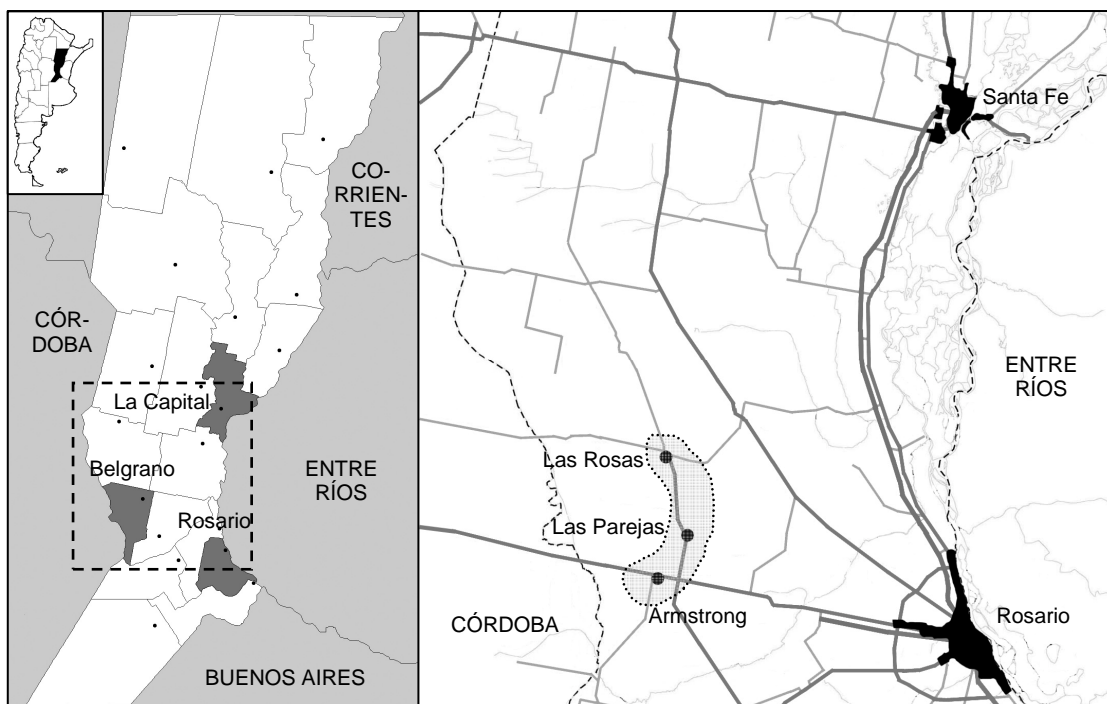 CO-
RRIEN-
TES
CÓR-
DOBA
La Capital
Belgrano
ENTRE
RÍOS
Rosario
BUENOS AIRES
Santa Fe
ENTRE
RÍOS
Las Rosas
Las Parejas
Armstrong
CÓRDOBA
Rosario